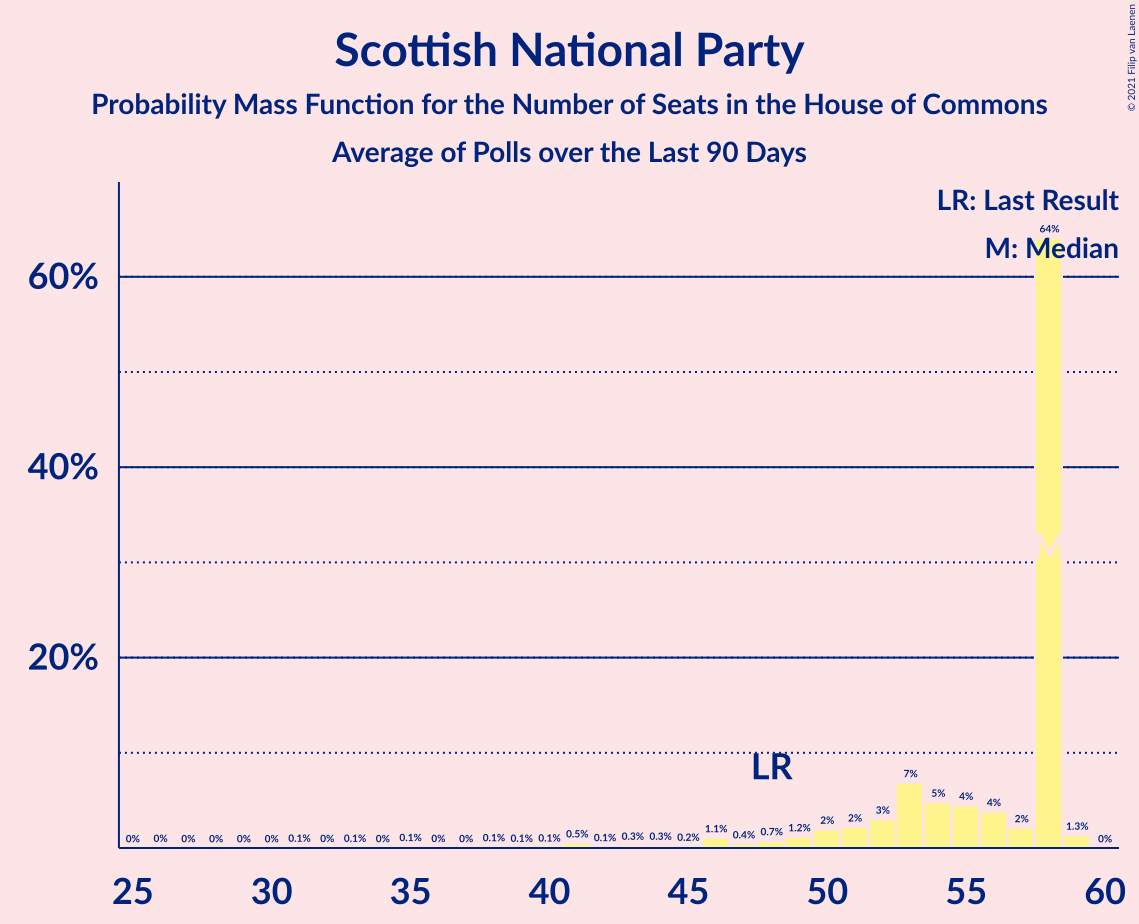 Scottish National Party
Probability Mass Function for the Number of Seats in the House of Commons
Average of Polls over the Last 90 Days
© 2021 Filip van Laenen
LR: Last Result
M: Median
60%
40%
20%
LR
64%
0% 0% 0% 0% 0% 0% 0.1% 0% 0.1% 0% 0.1% 0% 0% 0.1% 0.1% 0.1% 0.5% 0.1% 0.3% 0.3% 0.2% 1.1% 0.4% 0.7% 1.2% 2% 2% 3% 7% 5% 4% 4% 2% 1.3% 0%
25 30 35 40 45 50 55 60